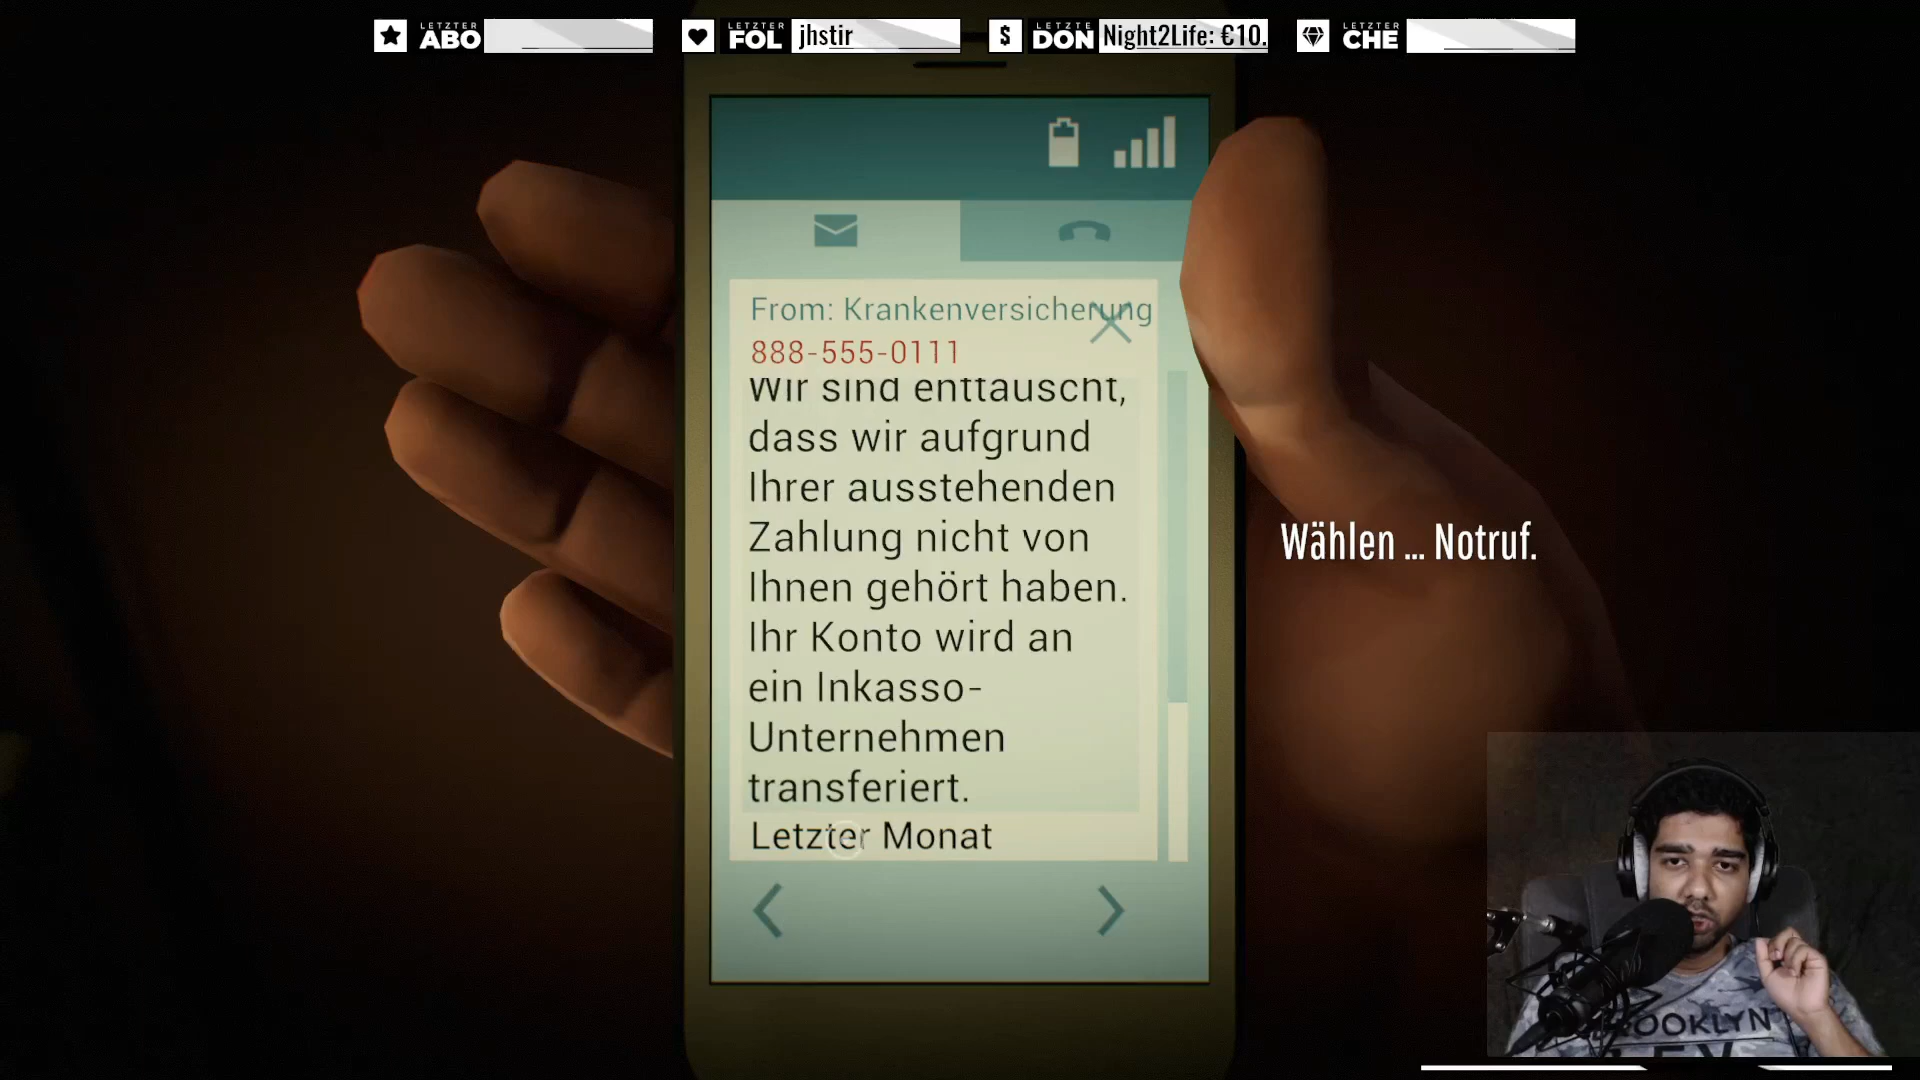 LETZTER
ABO
LETZTER
FOL
jhstir
LETZTE
DON
Night2Life: €10.
LETZTER
CHE
From: Krankenversicherung
888-555-0111
Wir sind enttäuscht,
dass wir aufgrund
Ihrer ausstehenden
Zahlung nicht von
Ihnen gehört haben.
Ihr Konto wird an
ein Inkasso-
Unternehmen
transferiert.
Letzter Monat
Wählen ... Notruf.